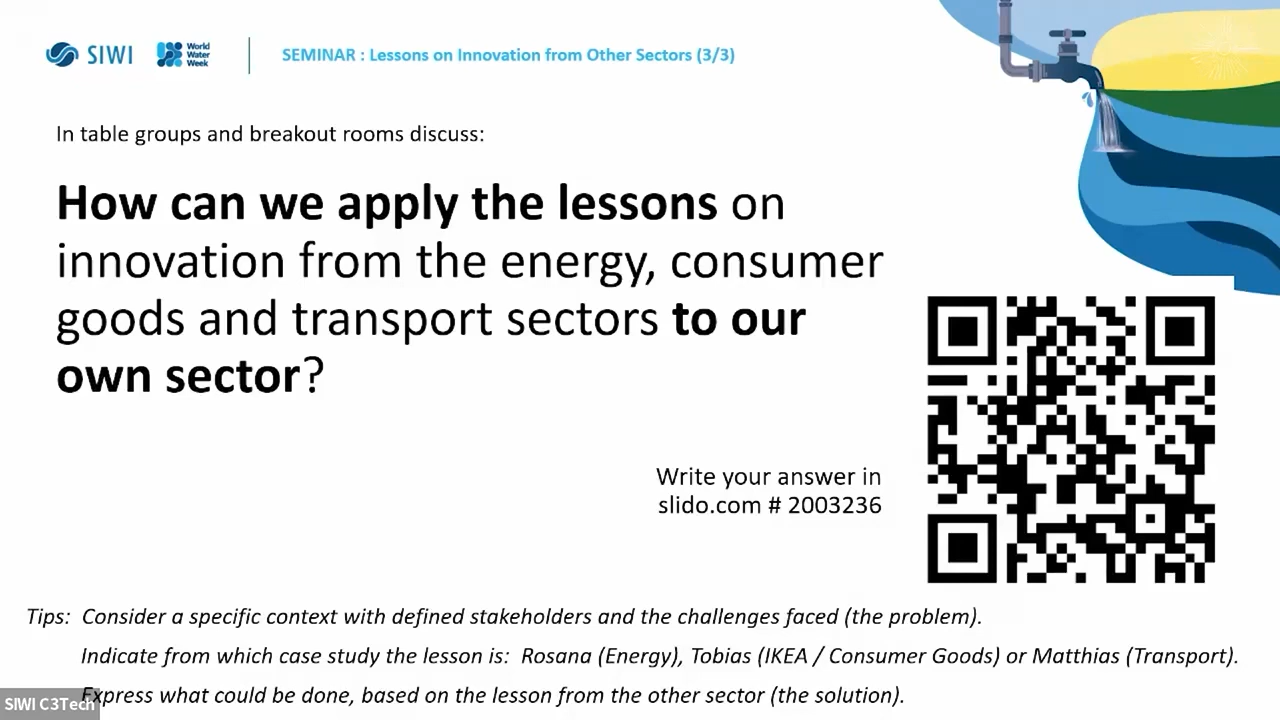 SIWI
World
Water
Week
SEMINAR : Lessons on Innovation from Other Sectors (3/3)
In table groups and breakout rooms discuss:
How can we apply the lessons on
innovation from the energy, consumer
goods and transport sectors to our
own sector?
Write your answer in
slido.com # 2003236
Tips: Consider a specific context with defined stakeholders and the challenges faced (the problem).
Indicate from which case study the lesson is: Rosana (Energy), Tobias (IKEA / Consumer Goods) or Matthias (Transport).
Express what could be done, based on the lesson from the other sector (the solution).
SIWI C3Tech